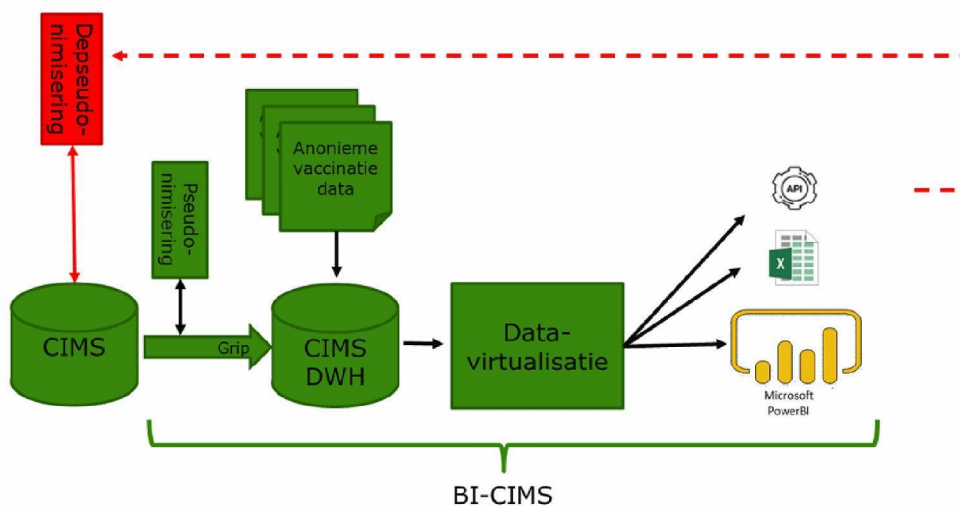 Depseudo-
nimisering
Anonieme
vaccinatie
data
Pseudo-
nimisering
API
X
CIMS
Grip
CIMS
DWH
Data-
virtualisatie
Microsoft
PowerBI
BI-CIMS